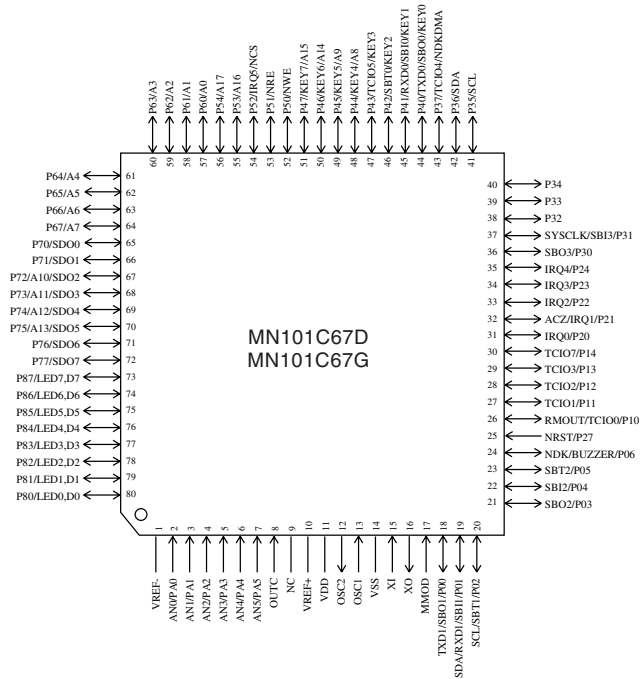 P63/A3
P62/A2
P61/A1
P60/A0
P54/A17
P53/A16
P52/IRQ5/NCS
P51/NRE
P50/NWE
P47/KEY7/A15
P46/KEY6/A14
P45/KEY5/A9
P44/KEY4/A8
P43/TCIO5/KEY3
P42/SBT0/KEY2
P41/RXD0/SBI0/KEY1
P40/TXD0/SBO0/KEY0
P37/TCIO4/NDKDMA
P36/SDA
P35/SCL
60 59 58 57 56 55 54 53 52 51 50 49 48 47 46 45 44 43 42 41
P64/A4 61
P65/A5 62
P66/A6 63
P67/A7 64
P70/SDO0 65
P71/SDO1 66
P72/A10/SDO2 67
P73/A11/SDO3 68
P74/A12/SDO4 69
P75/A13/SDO5 70
P76/SDO6 71
P77/SDO7 72
P87/LED7,D7 73
P86/LED6,D6 74
P85/LED5,D5 75
P84/LED4,D4 76
P83/LED3,D3 77
P82/LED2,D2 78
P81/LED1,D1 79
P80/LED0,D0 80
MN101C67D
MN101C67G
40 P34
39 P33
38 P32
37 SYSCLK/SBI3/P31
36 SBO3/P30
35 IRQ4/P24
34 IRQ3/P23
33 IRQ2/P22
32 ACZ/IRQ1/P21
31 IRQ0/P20
30 TCIO7/P14
29 TCIO3/P13
28 TCIO2/P12
27 TCIO1/P11
26 RMOUT/TCIO0/P10
25 NRST/P27
24 NDK/BUZZER/P06
23 SBT2/P05
22 SBI2/P04
21 SBO2/P03
1 2 3 4 5 6 7 8 9 10 11 12 13 14 15 16 17 18 19 20
VREF-
AN0/PA0
AN1/PA1
AN2/PA2
AN3/PA3
AN4/PA4
AN5/PA5
OUTC
NC
VREF+
VDD
OSC2
OSC1
VSS
XI
XO
MMOD
TXD1/SBO1/P00
SDA/RXD1/SBI1/P01
SCL/SBT1/P02